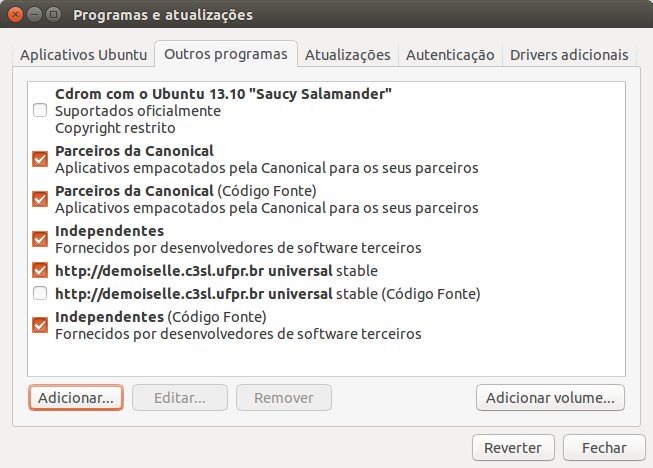 Programas e atualizações
Aplicativos Ubuntu
Outros programas
Atualizações
Autenticação
Drivers adicionais
Cdrom com o Ubuntu 13.10 "Saucy Salamander"
Suportados oficialmente
Copyright restrito
Parceiros da Canonical
Aplicativos empacotados pela Canonical para os seus parceiros
Parceiros da Canonical (Código Fonte)
Aplicativos empacotados pela Canonical para os seus parceiros
Independentes
Fornecidos por desenvolvedores de software terceiros
http://demoiselle.c3sl.ufpr.br universal stable
http://demoiselle.c3sl.ufpr.br universal stable (Código Fonte)
Independentes (Código Fonte)
Fornecidos por desenvolvedores de software terceiros
Adicionar...
Editar...
Remover
Adicionar volume...
Reverter
Fechar